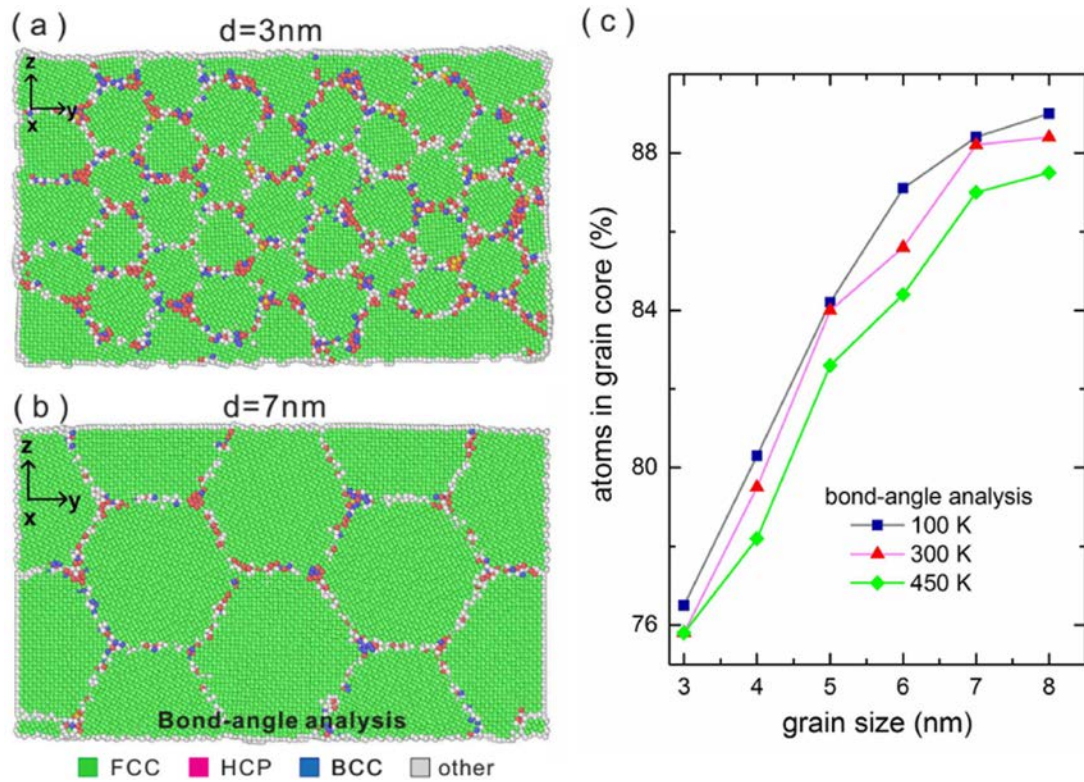 ( a )
d=3nm
z
y
x
( b )
d=7nm
z
y
x
Bond-angle analysis
FCC HCP BCC other
( c )
atoms in grain core (%)
88
84
80
76
bond-angle analysis
100 K
300 K
450 K
3 4 5 6 7 8
grain size (nm)